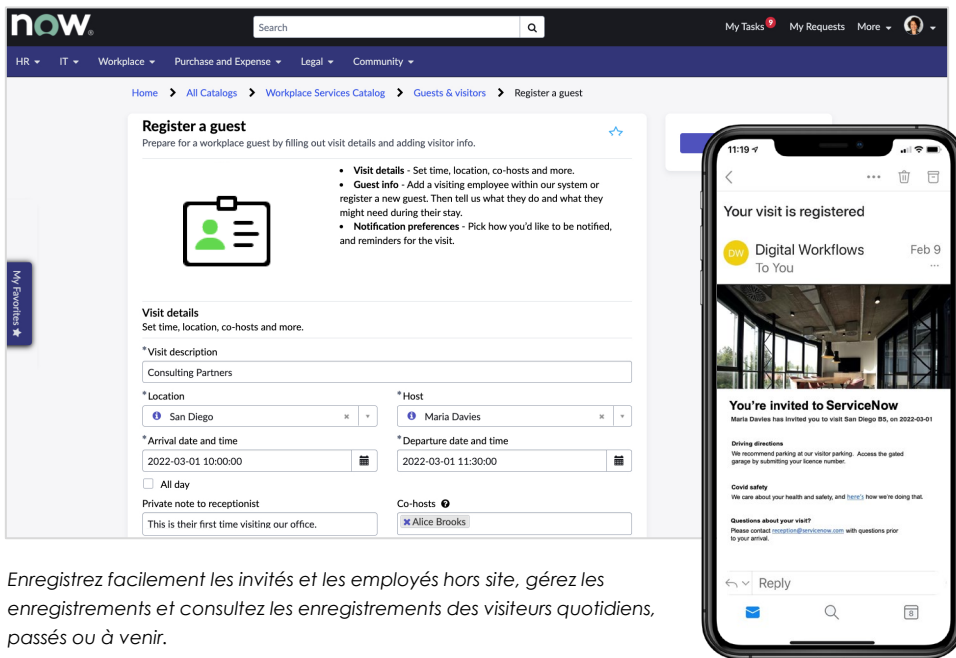 now.
Search
My Tasks 9 My Requests More
HR IT Workplace Purchase and Expense Legal Community
Home All Catalogs Workplace Services Catalog Guests & visitors Register a guest
Register a guest
Prepare for a workplace guest by filling out visit details and adding visitor info.
• Visit details - Set time, location, co-hosts and more.
• Guest info - Add a visiting employee within our system or
register a new guest. Then tell us what they do and what they
might need during their stay.
• Notification preferences - Pick how you'd like to be notified,
and reminders for the visit.
My Favorites
Visit details
Set time, location, co-hosts and more.
*Visit description
Consulting Partners
*Location *Host
San Diego Maria Davies
*Arrival date and time *Departure date and time
2022-03-01 10:00:00 2022-03-01 11:30:00
All day
Private note to receptionist Co-hosts
This is their first time visiting our office. Alice Brooks
11:19
Your visit is registered
DW Digital Workflows Feb 9
To You
You're invited to ServiceNow
Maria Davies has invited you to visit San Diego B5, on 2022-03-01
Driving directions
We recommend parking at our visitor parking. Access the gated
garage by submitting your licence number.
Covid safety
We care about your health and safety, and here's how we're doing that.
Questions about your visit?
Please contact reception@servicenow.com with questions prior
to your arrival.
Reply
8
Enregistrez facilement les invités et les employés hors site, gérez les
enregistrements et consultez les enregistrements des visiteurs quotidiens,
passés ou à venir.